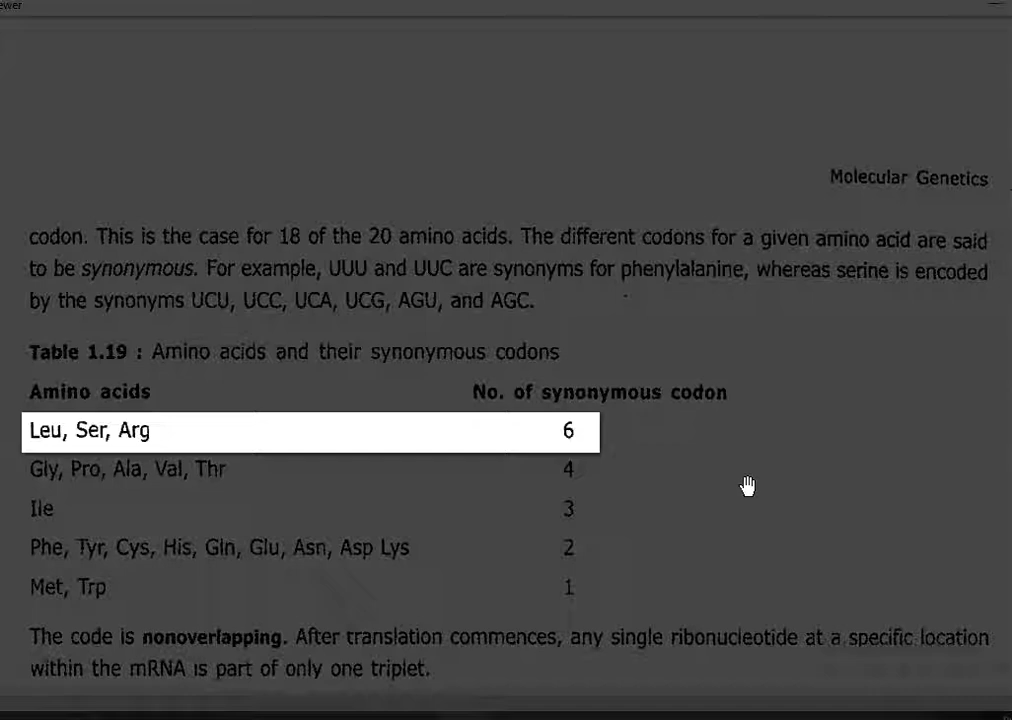 ewer
Molecular Genetics
codon. This is the case for 18 of the 20 amino acids. The different codons for a given amino acid are said
to be synonymous. For example, UUU and UUC are synonyms for phenylalanine, whereas serine is encoded
by the synonyms UCU, UCC, UCA, UCG, AGU, and AGC.
Table 1.19 : Amino acids and their synonymous codons
Amino acids No. of synonymous codon
Leu, Ser, Arg 6
Gly, Pro, Ala, Val, Thr 4
Ile 3
Phe, Tyr, Cys, His, Gin, Glu, Asn, Asp Lys 2
Met, Trp 1
The code is nonoverlapping. After translation commences, any single ribonucleotide at a specific location
within the mRNA is part of only one triplet.